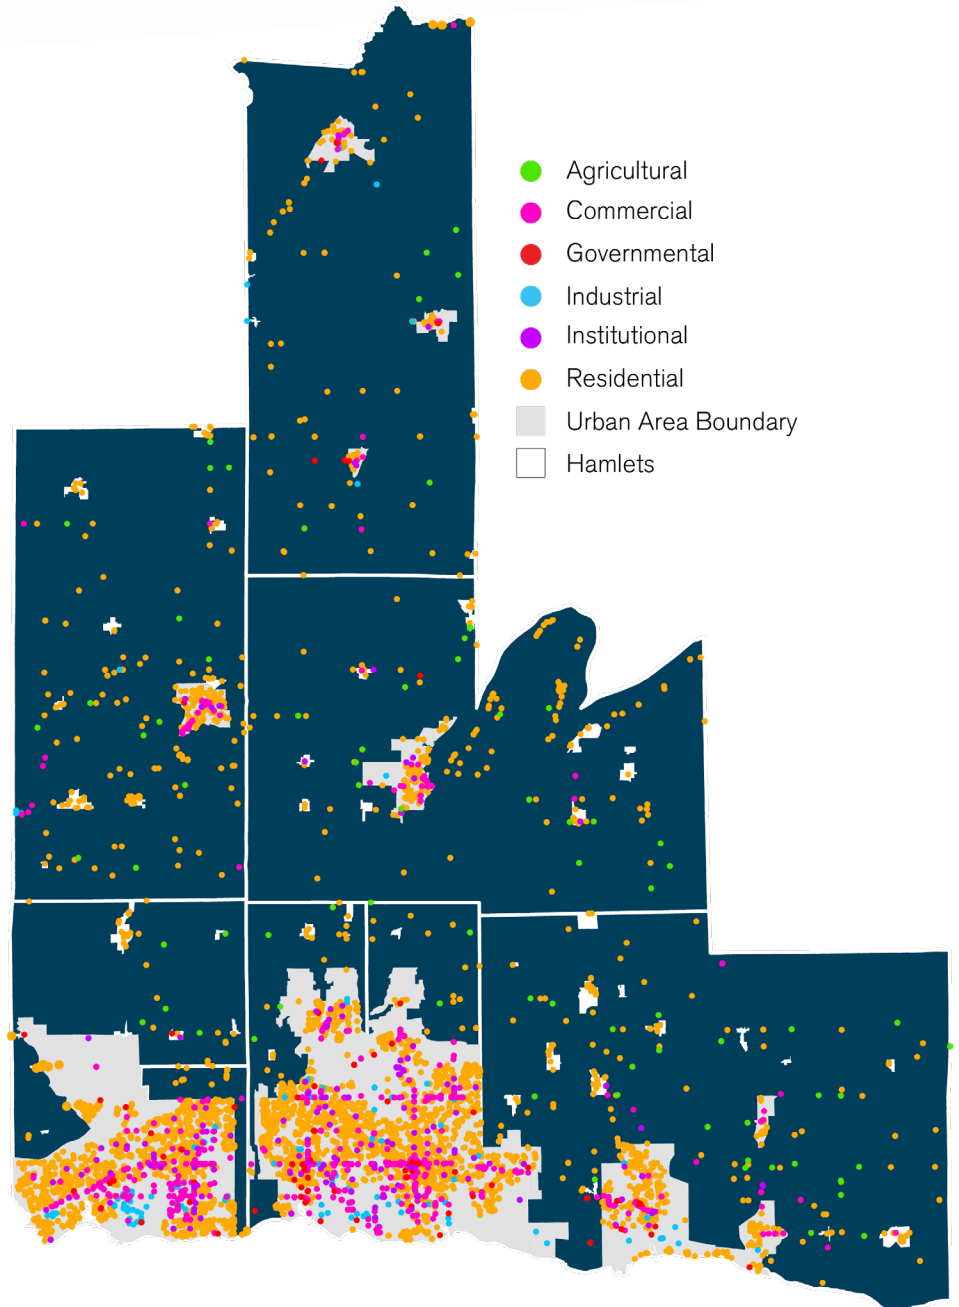 Agricultural
Commercial
Governmental
Industrial
Institutional
Residential
Urban Area Boundary
Hamlets